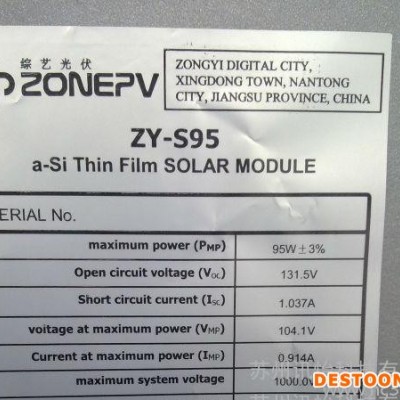 综艺光伏
ZONEPV
ZONGYI DIGITAL CITY,
XINGDONG TOWN, NANTONG
CITY, JIANGSU PROVINCE, CHINA
ZY-S95
a-Si Thin Film SOLAR MODULE
ERIAL No.
maximum power (PMP) 95W ± 3%
Open circuit voltage (VOC) 131.5V
Short circuit current (ISC) 1.037A
voitage at maximum power (VMP) 104.1V
Current at maximum power (IMP) 0.914A
maximum system voltage 1000.0V
DESTOON